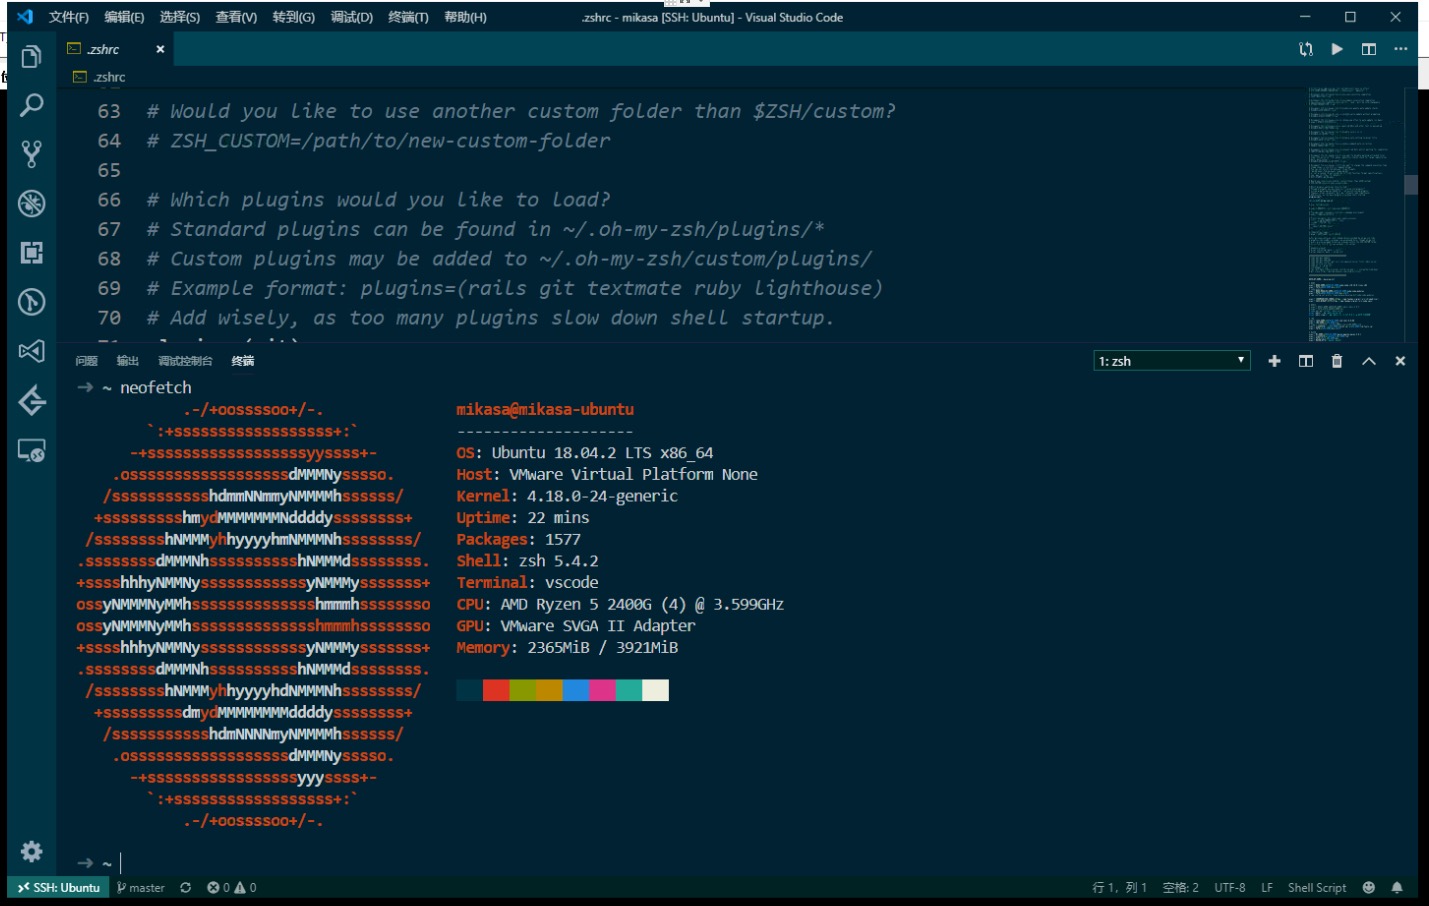 文件(F) 编辑(E) 选择(S) 查看(V) 转到(G) 调试(D) 终端(T) 帮助(H) .zshrc - mikasa [SSH: Ubuntu] - Visual Studio Code
.zshrc
.zshrc
63 # Would you like to use another custom folder than $ZSH/custom?
64 # ZSH_CUSTOM=/path/to/new-custom-folder
65
66 # Which plugins would you like to load?
67 # Standard plugins can be found in ~/.oh-my-zsh/plugins/*
68 # Custom plugins may be added to ~/.oh-my-zsh/custom/plugins/
69 # Example format: plugins=(rails git textmate ruby lighthouse)
70 # Add wisely, as too many plugins slow down shell startup.
问题 输出 调试控制台 终端 1: zsh
→ ~ neofetch
.-/+oossssoo+/-. mikasa@mikasa-ubuntu
`:+ssssssssssssssssss+:` --------------------
-+ssssssssssssssssssyyssss+- OS: Ubuntu 18.04.2 LTS x86_64
.ossssssssssssssssssdMMMNysssso. Host: VMware Virtual Platform None
/ssssssssssshdmmNNmmyNMMMMhssssss/ Kernel: 4.18.0-24-generic
+ssssssssshmydMMMMMMMNddddyssssssss+ Uptime: 22 mins
/sssssssshNMMMyhhyyyyhmNMMMNhssssssss/ Packages: 1577
.ssssssssdMMMNhsssssssssshNMMMdssssssss. Shell: zsh 5.4.2
+sssshhhyNMMNyssssssssssssyNMMMysssssss+ Terminal: vscode
ossyNMMMNyMMhsssssssssssssshmmmhssssssso CPU: AMD Ryzen 5 2400G (4) @ 3.599GHz
ossyNMMMNyMMhsssssssssssssshmmmhssssssso GPU: VMware SVGA II Adapter
+sssshhhyNMMNyssssssssssssyNMMMysssssss+ Memory: 2365MiB / 3921MiB
.ssssssssdMMMNhsssssssssshNMMMdssssssss.
/sssssssshNMMMyhhyyyyhdNMMMNhssssssss/
+sssssssssdmydMMMMMMMMddddyssssssss+
/ssssssssssshdmNNNNmyNMMMMhssssss/
.ossssssssssssssssssdMMMNysssso.
-+sssssssssssssssssyyyssss+-
`:+ssssssssssssssssss+:`
.-/+oossssoo+/-.
→ ~
SSH: Ubuntu master 0 0 行 1, 列 1 空格: 2 UTF-8 LF Shell Script